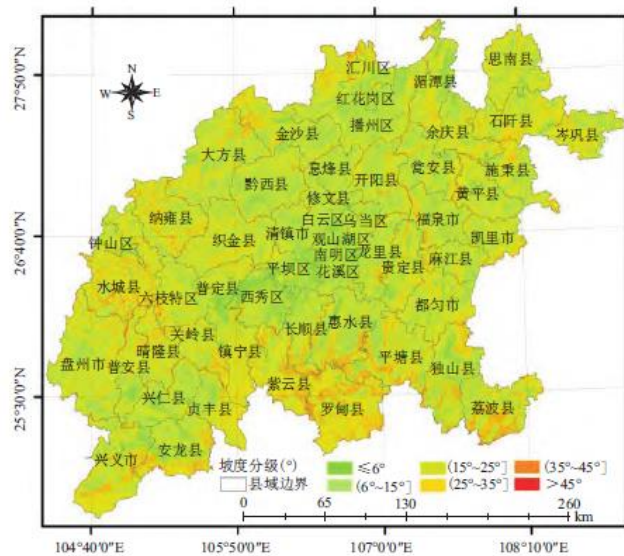 27°50′0″N
26°40′0″N
25°30′0″N
N
W E
S
汇川区
思南县
湄潭县
红花岗区
播州区
石阡县
金沙县
余庆县
岑巩县
大方县
息烽县
瓮安县
施秉县
黔西县
开阳县
黄平县
修文县
纳雍县
白云区乌当区
福泉市
钟山区
织金县
清镇市
观山湖区
凯里市
南明区
龙里县
麻江县
平坝区
花溪区
贵定县
水城县
六枝特区
普定县
西秀区
都匀市
惠水县
长顺县
关岭县
晴隆县
镇宁县
平塘县
盘州市
普安县
独山县
紫云县
兴仁县
贞丰县
罗甸县
荔波县
安龙县
兴义市
坡度分级(°)
≤6°
(15°~25°]
(35°~45°]
县域边界
(6°~15°]
(25°~35°]
>45°
0 65 130 260
km
104°40′0″E 105°50′0″E 107°0′0″E 108°10′0″E